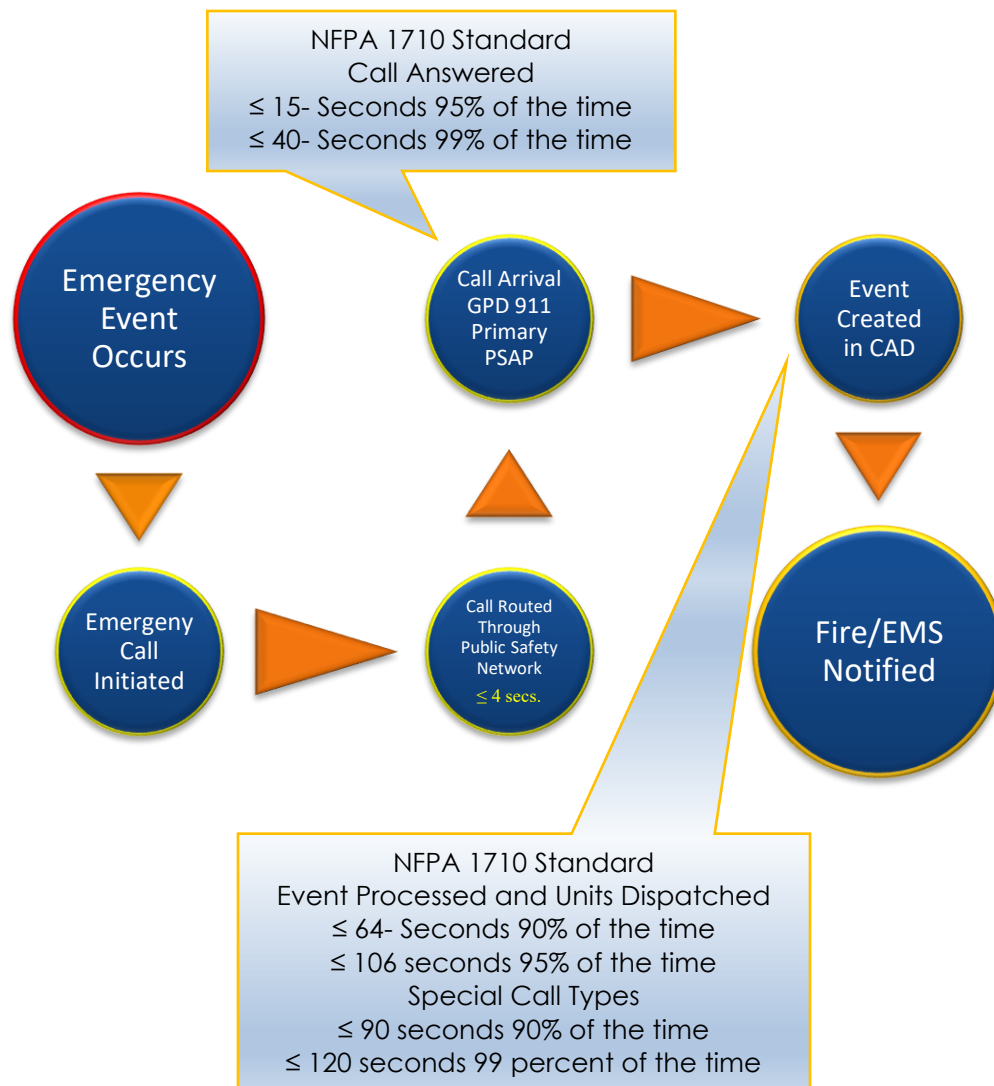 NFPA 1710 Standard
Call Answered
≤ 15- Seconds 95% of the time
≤ 40- Seconds 99% of the time
Emergency
Event
Occurs
Emergeny
Call
Initiated
Call Routed
Through
Public Safety
Network
≤ 4 secs.
Call Arrival
GPD 911
Primary
PSAP
Event
Created
in CAD
Fire/EMS
Notified
NFPA 1710 Standard
Event Processed and Units Dispatched
≤ 64- Seconds 90% of the time
≤ 106 seconds 95% of the time
Special Call Types
≤ 90 seconds 90% of the time
≤ 120 seconds 99 percent of the time